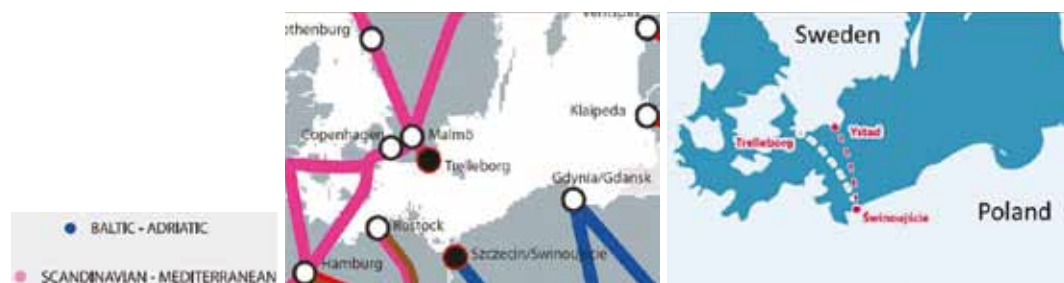 BALTIC - ADRIATIC
SCANDINAVIAN - MEDITERRANEAN
othenburg
Copenhagen
Malmö
Trelleborg
Klaipeda
Gdynia/Gdansk
Rostock
Szczecin/Swinoujscie
Hamburg
Sweden
Trelleborg
Ystad
Świnoujście
Poland